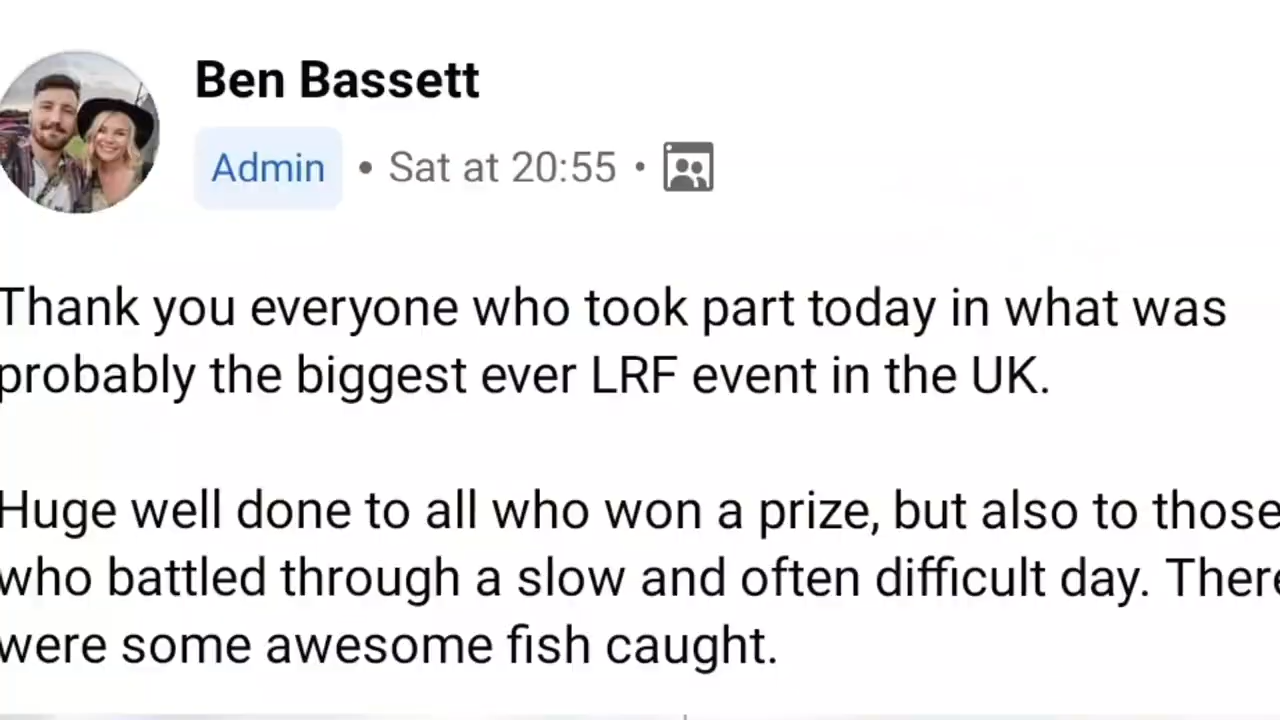 Ben Bassett
Admin • Sat at 20:55 •
Thank you everyone who took part today in what was
probably the biggest ever LRF event in the UK.
Huge well done to all who won a prize, but also to those
who battled through a slow and often difficult day. There
were some awesome fish caught.